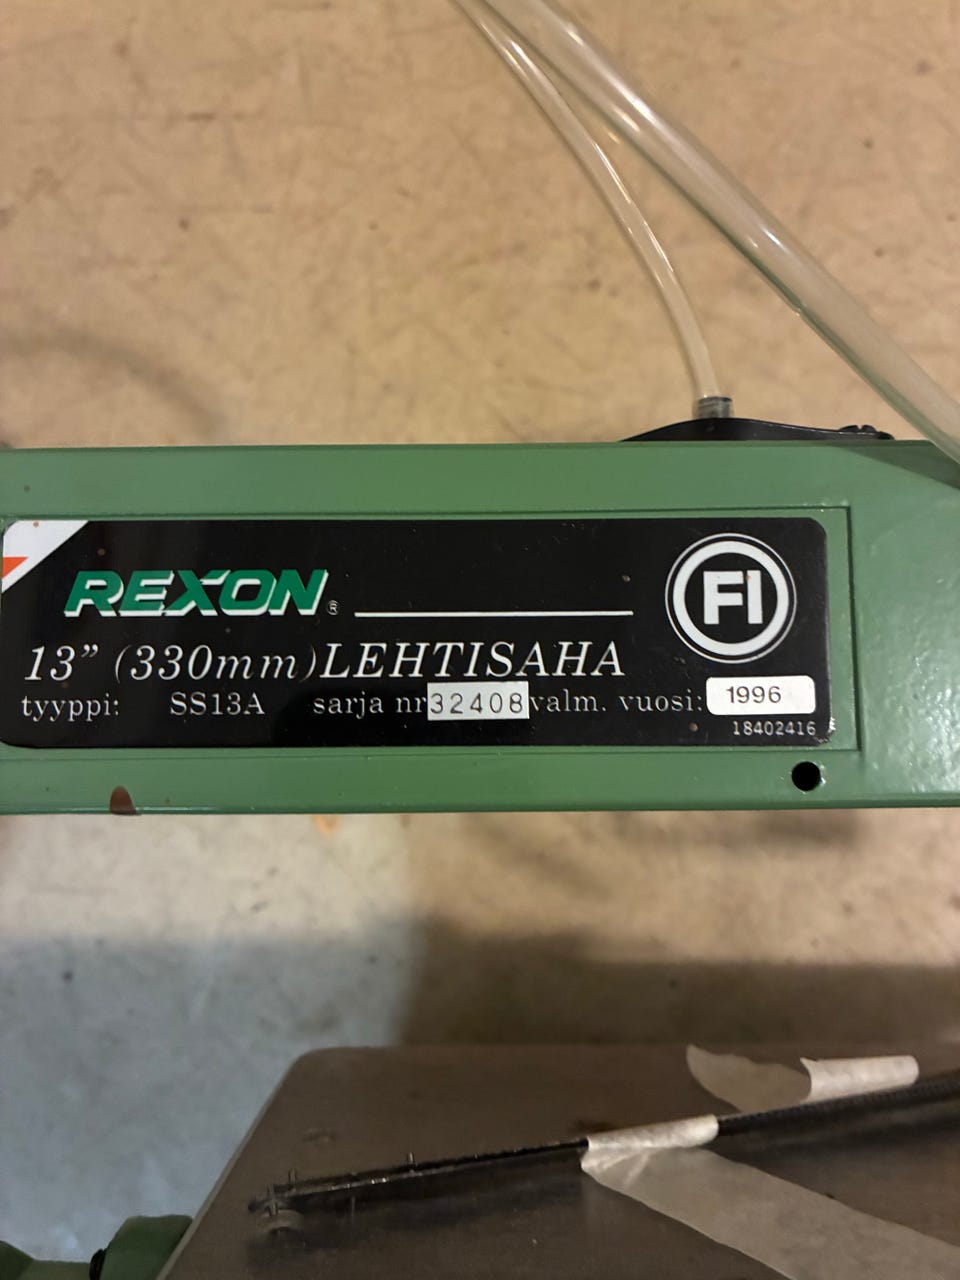 REXON®
FI
13” (330mm)LEHTISAHA
tyyppi: SS13A sarja nr32408valm. vuosi: 1996
18402416